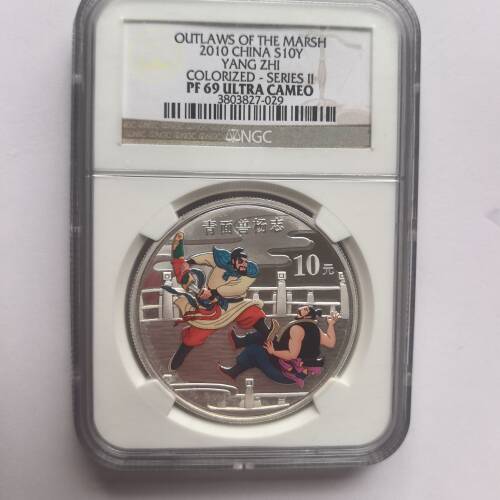 OUTLAWS OF THE MARSH
2010 CHINA S10Y
YANG ZHI
COLORIZED - SERIES II
PF 69 ULTRA CAMEO
3803827-029
NGC
青面兽杨志
10元